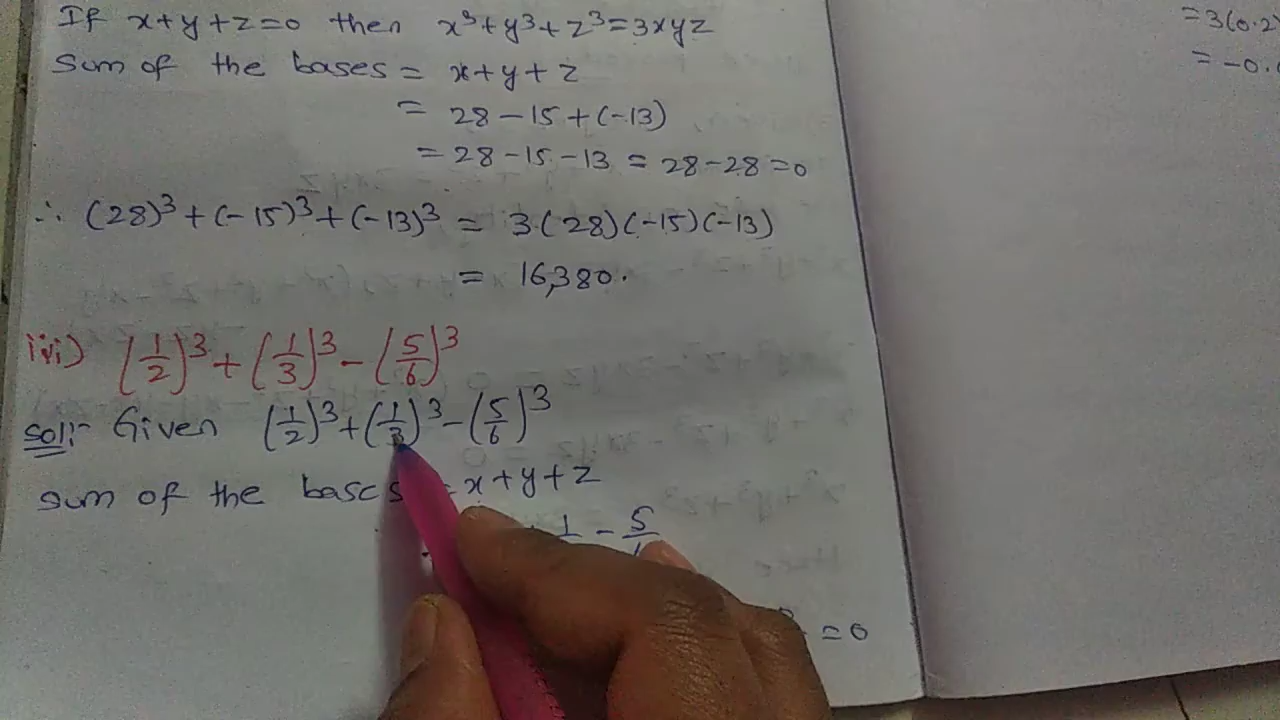 If x+y+z=0 then x³+y³+z³=3xyz
Sum of the bases = x+y+z
= 28-15+(-13)
= 28-15-13 = 28-28=0
∴ (28)³+(-15)³+(-13)³ = 3.(28)(-15)(-13)
= 16,380.
(1/2)³+(1/3)³-(5/6)³
Sol:- Given (1/2)³+(1/3)³-(5/6)³
Sum of the bases = x+y+z
+ 1 - 5
=0
=3(0.2)
= -0.